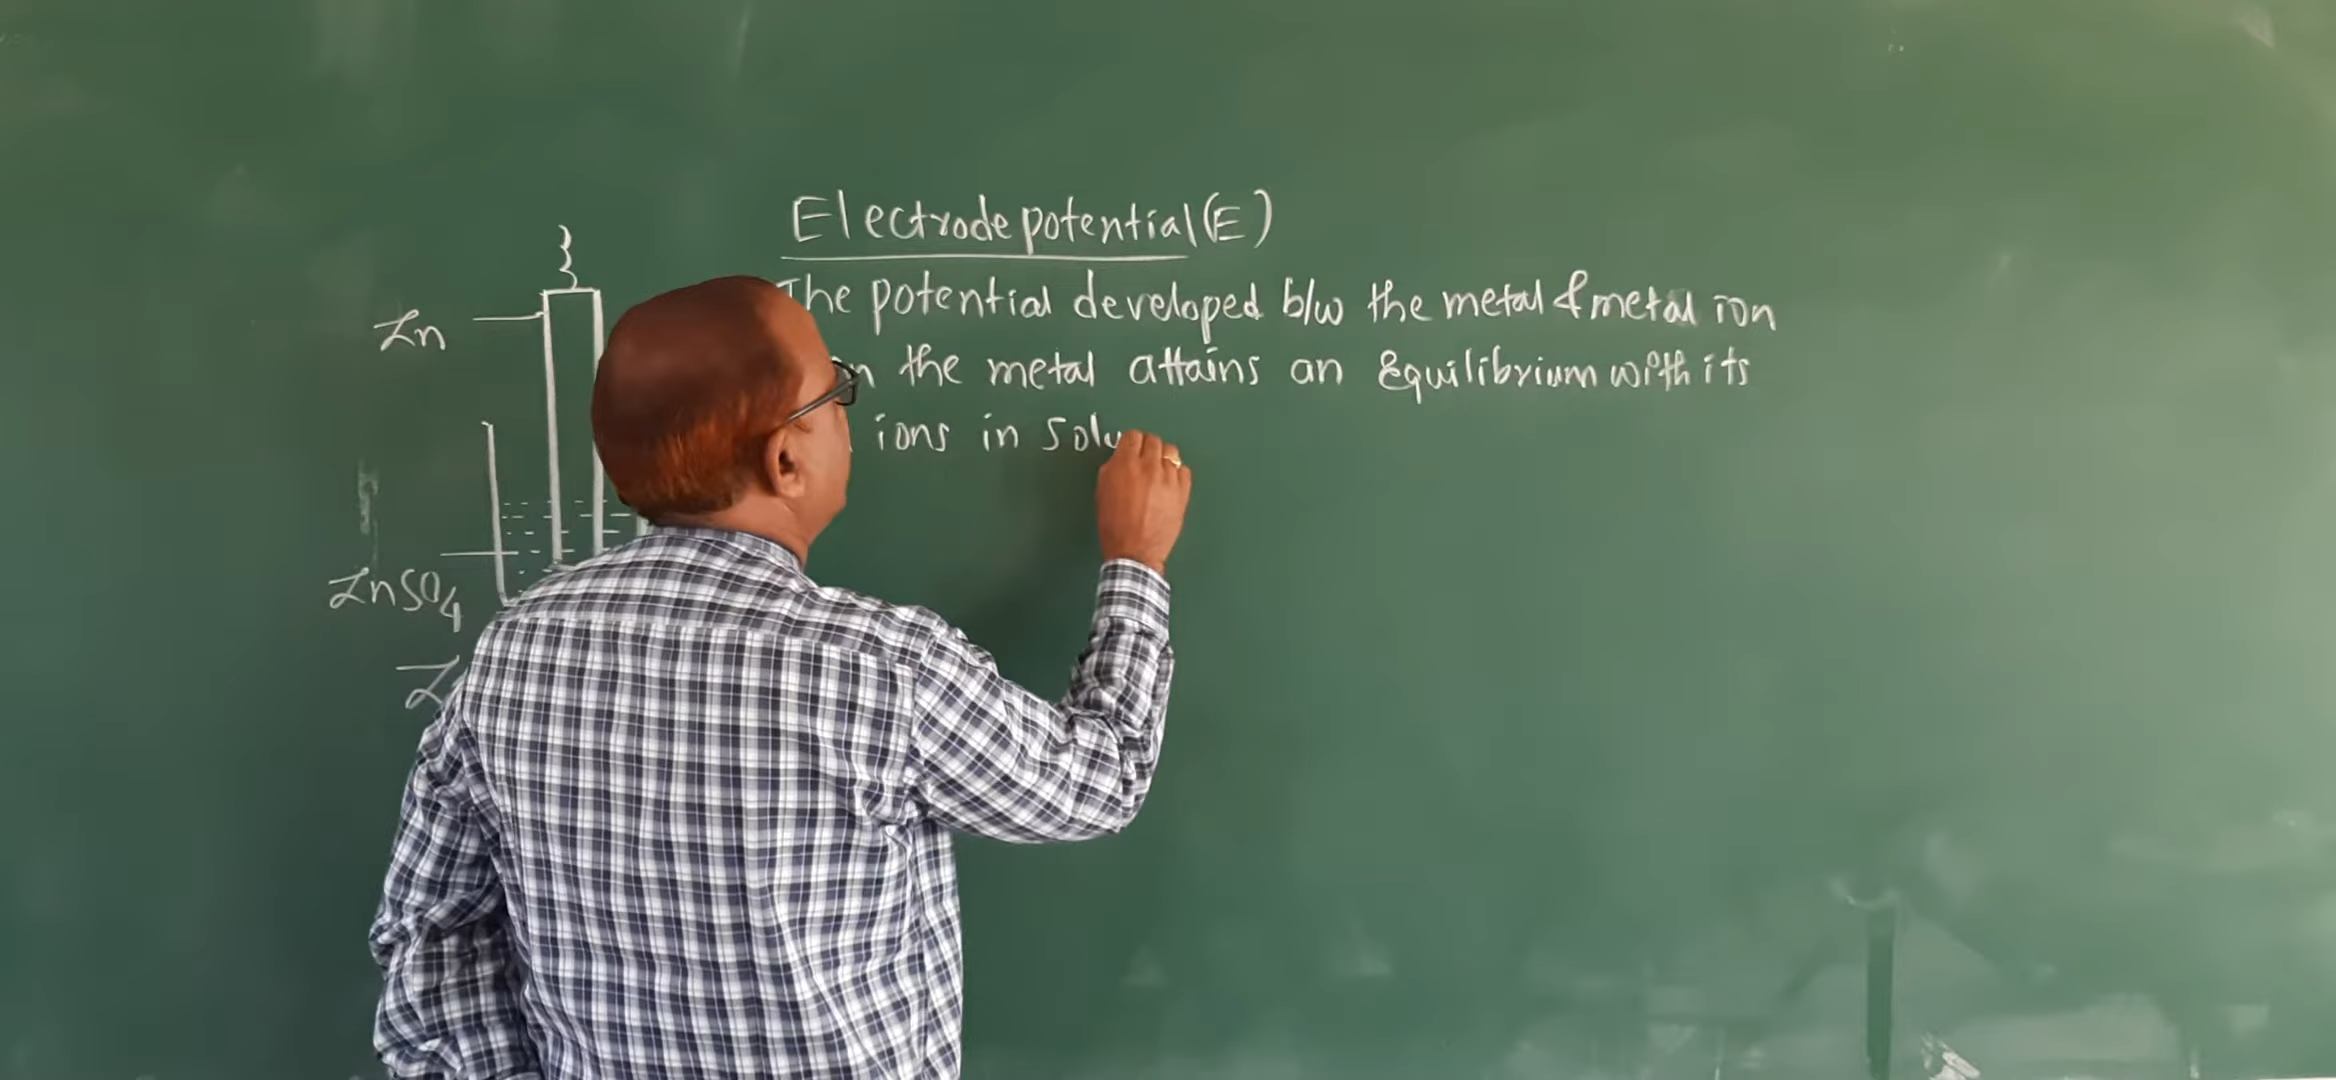 Electrode potential (E)
The potential developed b/w the metal & metal ion
the metal attains an Equilibrium with its
ions in solu
Zn
ZnSO4